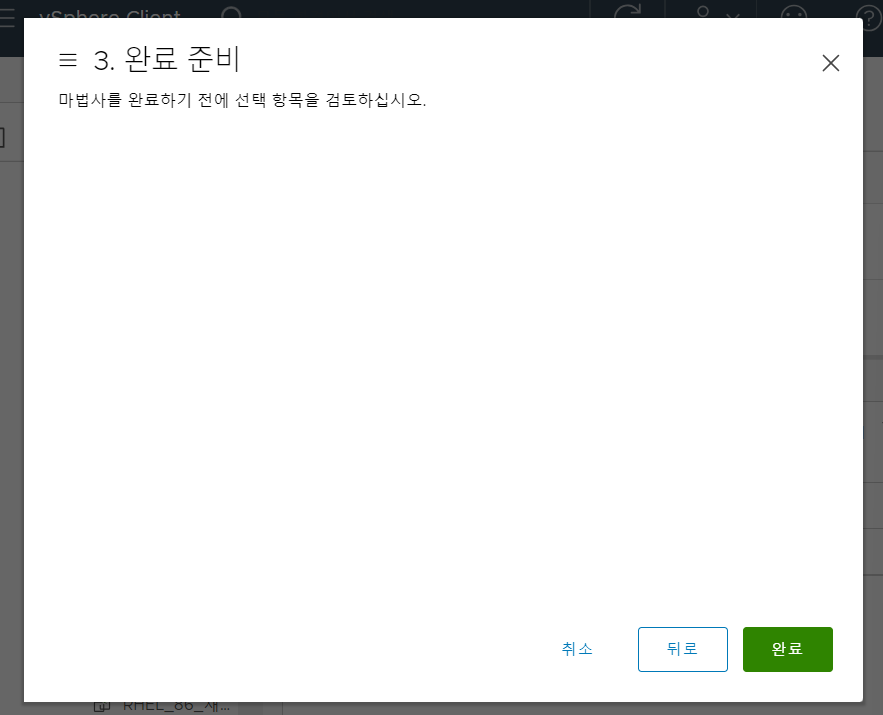 vSphere Client
3. 완료 준비
마법사를 완료하기 전에 선택 항목을 검토하십시오.
취소
뒤로
완료
RHEL_86_재...